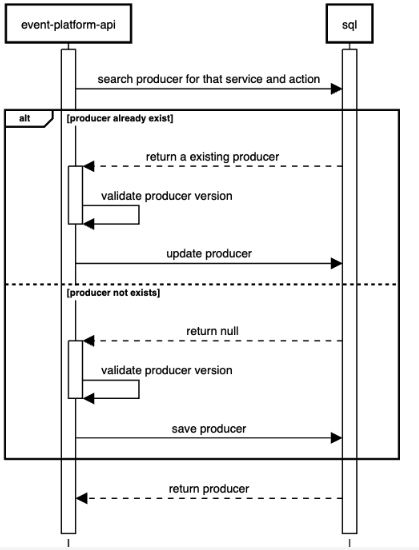 event-platform-api
sql
search producer for that service and action
alt
[producer already exist]
return a existing producer
validate producer version
update producer
[producer not exists]
return null
validate producer version
save producer
return producer